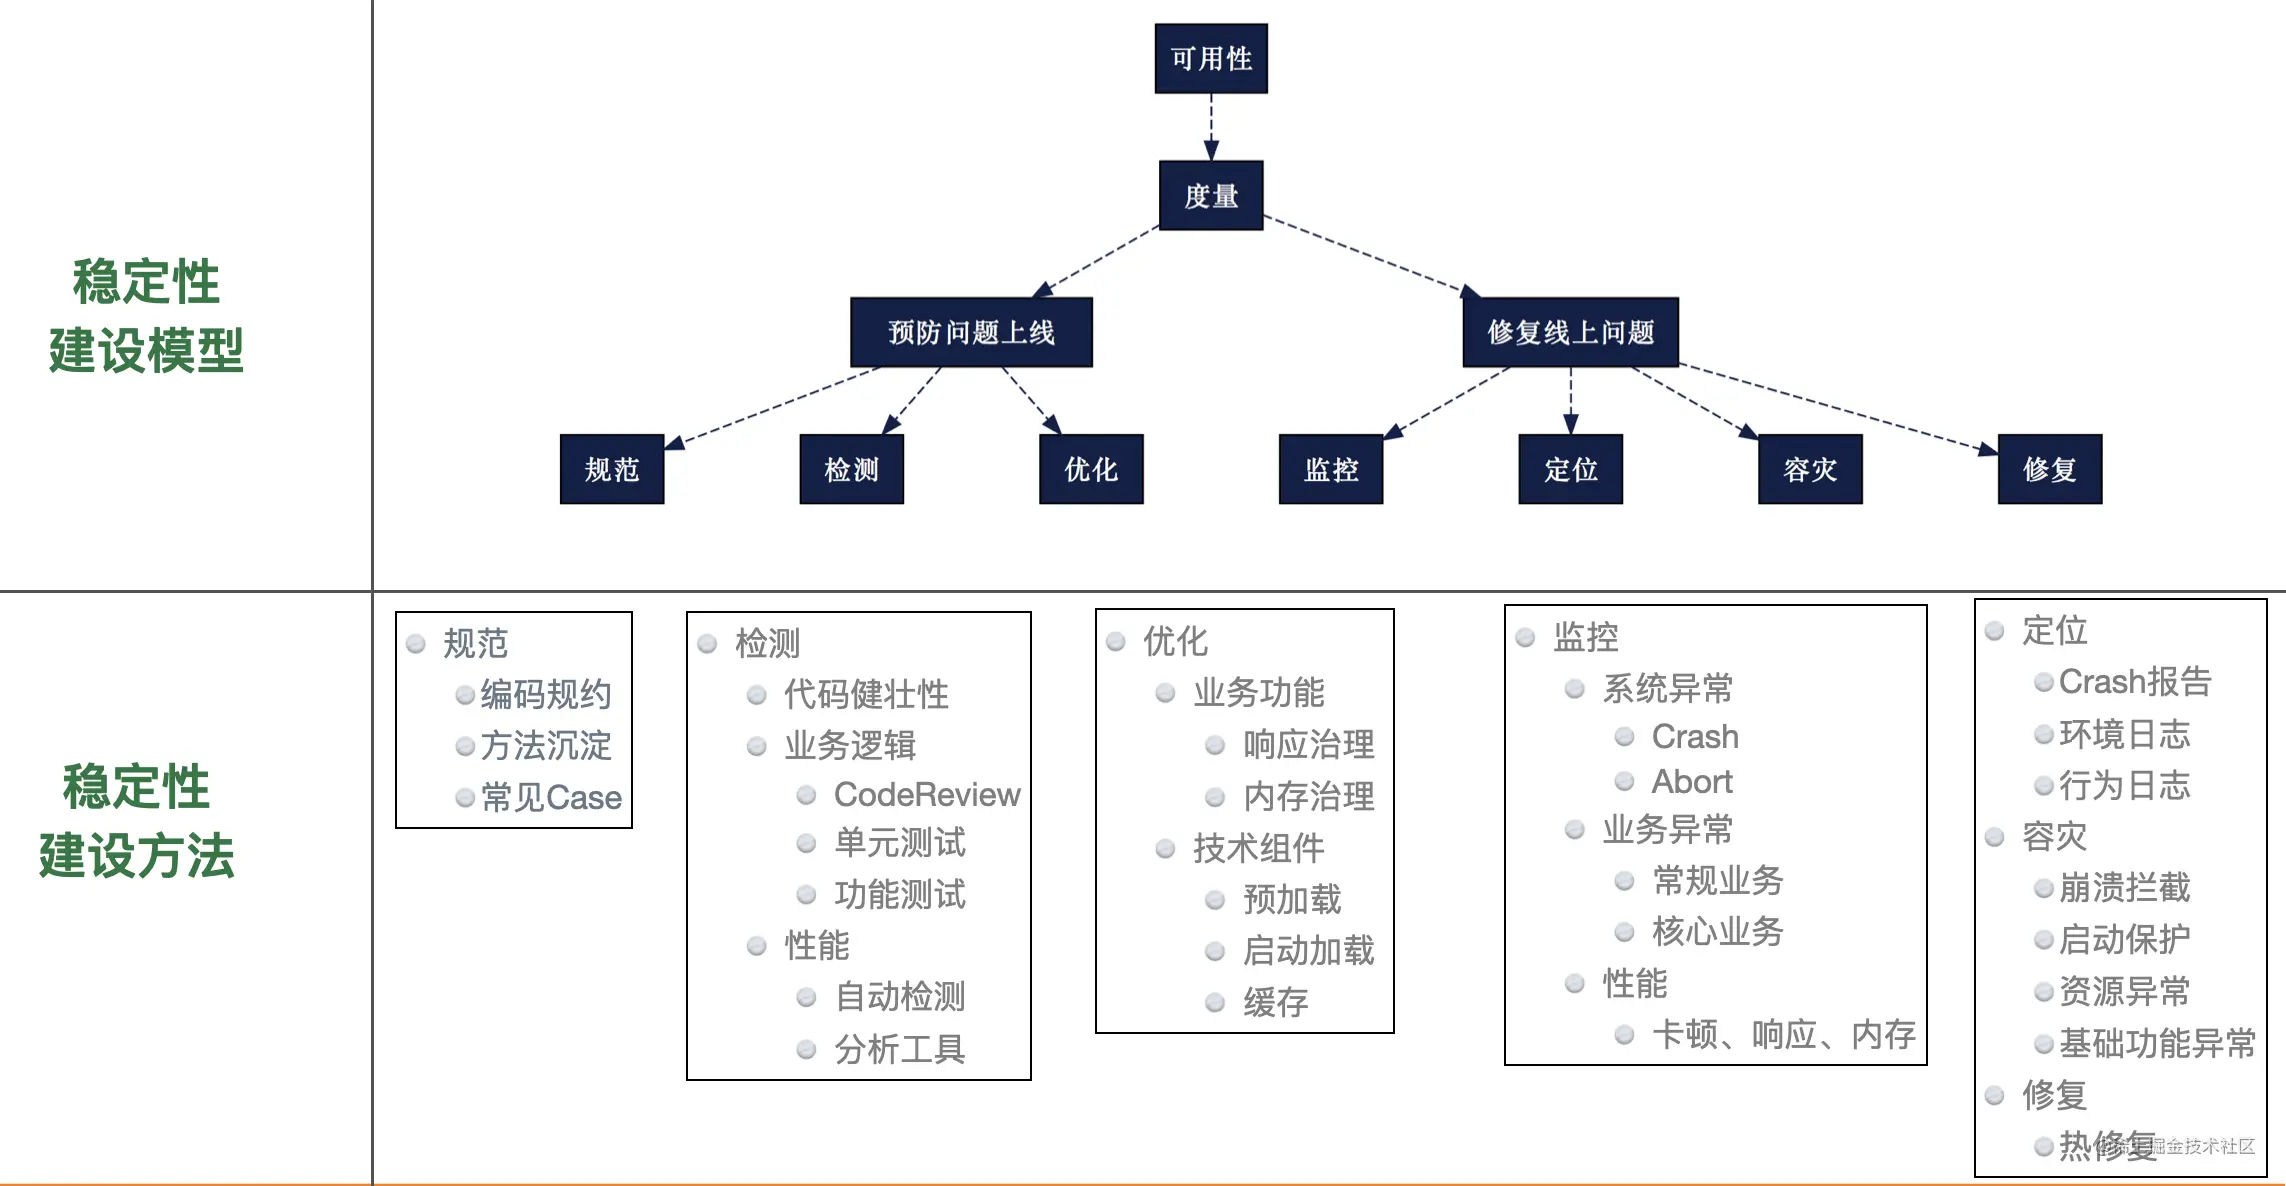 稳定性
建设模型
可用性
度量
预防问题上线
修复线上问题
规范
检测
优化
监控
定位
容灾
修复
稳定性
建设方法
规范
编码规约
方法沉淀
常见Case
检测
代码健壮性
业务逻辑
CodeReview
单元测试
功能测试
性能
自动检测
分析工具
优化
业务功能
响应治理
内存治理
技术组件
预加载
启动加载
缓存
监控
系统异常
Crash
Abort
业务异常
常规业务
核心业务
性能
卡顿、响应、内存
定位
Crash报告
环境日志
行为日志
容灾
崩溃拦截
启动保护
资源异常
基础功能异常
修复
热修复
掘金技术社区